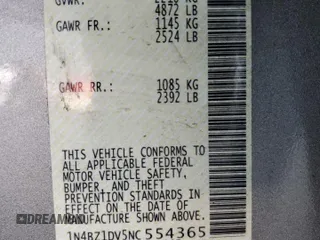 GVWR:
4872 LB
GAWR FR.: 1145 KG
2524 LB
GAWR RR.: 1085 KG
2392 LB
THIS VEHICLE CONFORMS TO
ALL APPLICABLE FEDERAL
MOTOR VEHICLE SAFETY,
BUMPER, AND THEFT
PREVENTION STANDARDS IN
EFFECT ON THE DATE OF
MANUFACTURE SHOWN ABOVE.
1N4BZ1DV5NC 554365